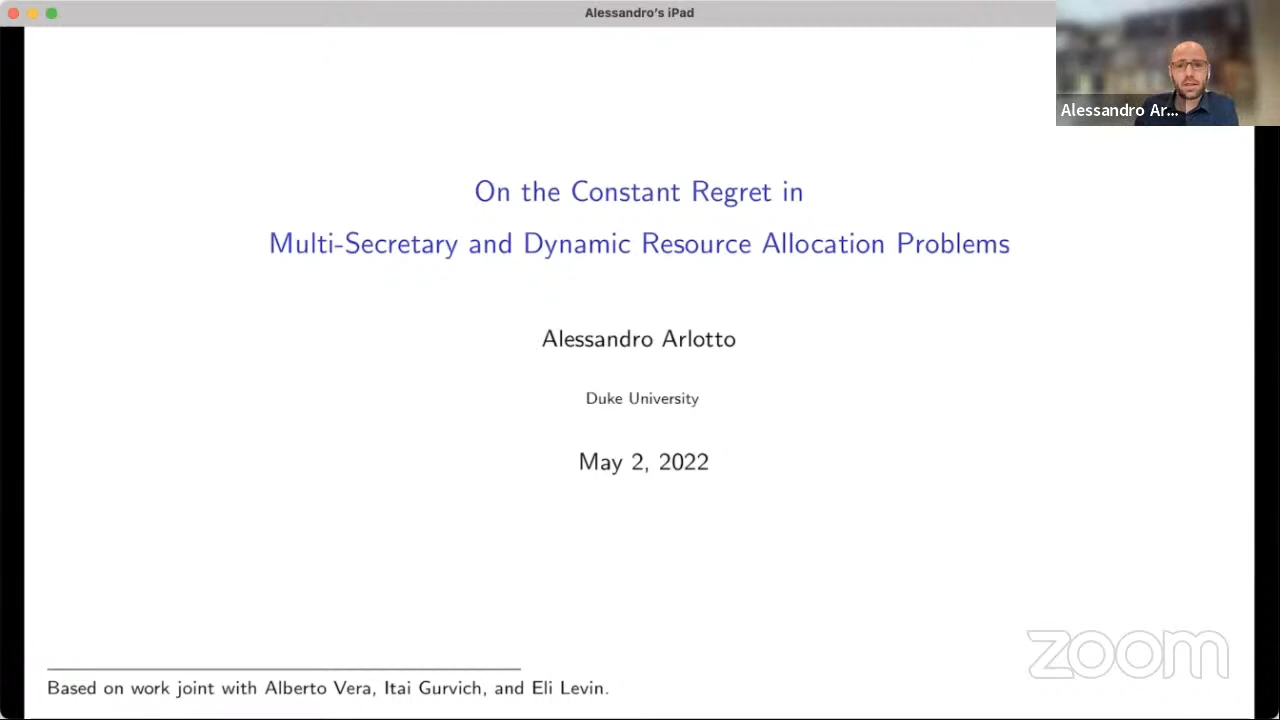 Alessandro's iPad
Alessandro Ar...
On the Constant Regret in
Multi-Secretary and Dynamic Resource Allocation Problems
Alessandro Arlotto
Duke University
May 2, 2022
zoom
Based on work joint with Alberto Vera, Itai Gurvich, and Eli Levin.